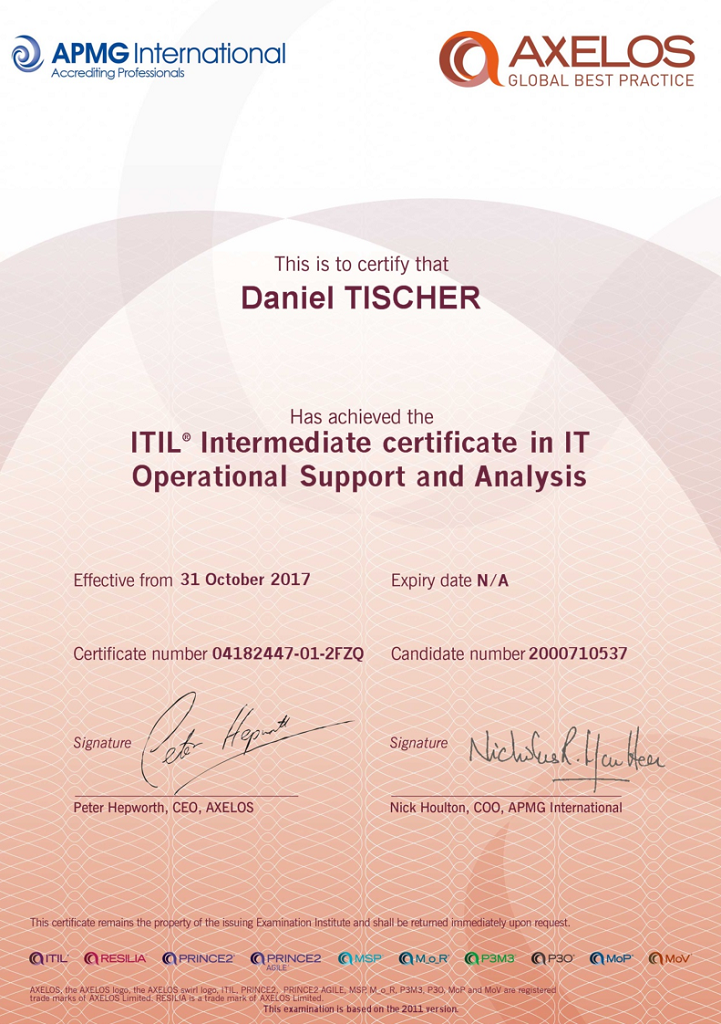 APMG International
Accrediting Professionals
AXELOS
GLOBAL BEST PRACTICE
This is to certify that
Daniel TISCHER
Has achieved the
ITIL® Intermediate certificate in IT
Operational Support and Analysis
Effective from 31 October 2017
Expiry date N/A
Certificate number 04182447-01-2FZQ
Candidate number 2000710537
Signature Peter Hepworth
Signature
Peter Hepworth, CEO, AXELOS
Nick Houlton, COO, APMG International
This certificate remains the property of the issuing Examination Institute and shall be returned immediately upon request.
ITIL® RESILIA PRINCE2® PRINCE2 AGILE® MSP® M_o_R® P3M3® P3O® MoP® MoV®
AXELOS, the AXELOS logo, the AXELOS swirl logo, ITIL, PRINCE2, PRINCE2 AGILE, MSP, M_o_R, P3M3, P3O, MoP and MoV are registered
trade marks of AXELOS Limited. RESILIA is a trade mark of AXELOS Limited.
This examination is based on the 2011 version.